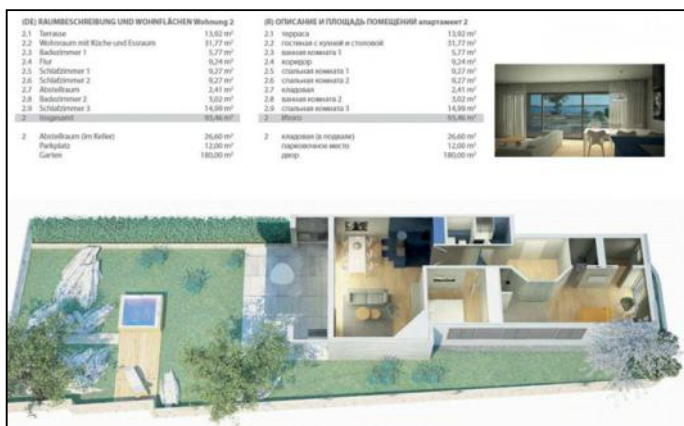 (DE) RAUMBESCHREIBUNG UND WOHNFLÄCHEN Wohnung 2
2.1 Terrasse 13,92 m²
2.2 Wohnraum mit Küche und Essraum 31,77 m²
2.3 Badezimmer 1 5,77 m²
2.4 Flur 9,24 m²
2.5 Schlafzimmer 1 9,27 m²
2.6 Schlafzimmer 2 9,27 m²
2.7 Abstellraum 2,41 m²
2.8 Badezimmer 2 3,02 m²
2.9 Schlafzimmer 3 14,99 m²
2 Insgesamt 93,46 m²
2 Abstellraum (im Keller) 26,60 m²
Parkplatz 12,00 m²
Garten 180,00 m²
(R) ОПИСАНИЕ И ПЛОЩАДЬ ПОМЕЩЕНИЙ апартамент 2
2.1 терраса 13,92 m²
2.2 гостиная с кухней и столовой 31,77 m²
2.3 ванная комната 1 5,77 m²
2.4 коридор 9,24 m²
2.5 спальная комната 1 9,27 m²
2.6 спальная комната 2 9,27 m²
2.7 кладовая 2,41 m²
2.8 ванная комната 2 3,02 m²
2.9 спальная комната 3 14,99 m²
2 93,46 m²
2 кладовая (в подвале) 26,60 m²
парковочное место 12,00 m²
двор 180,00 m²